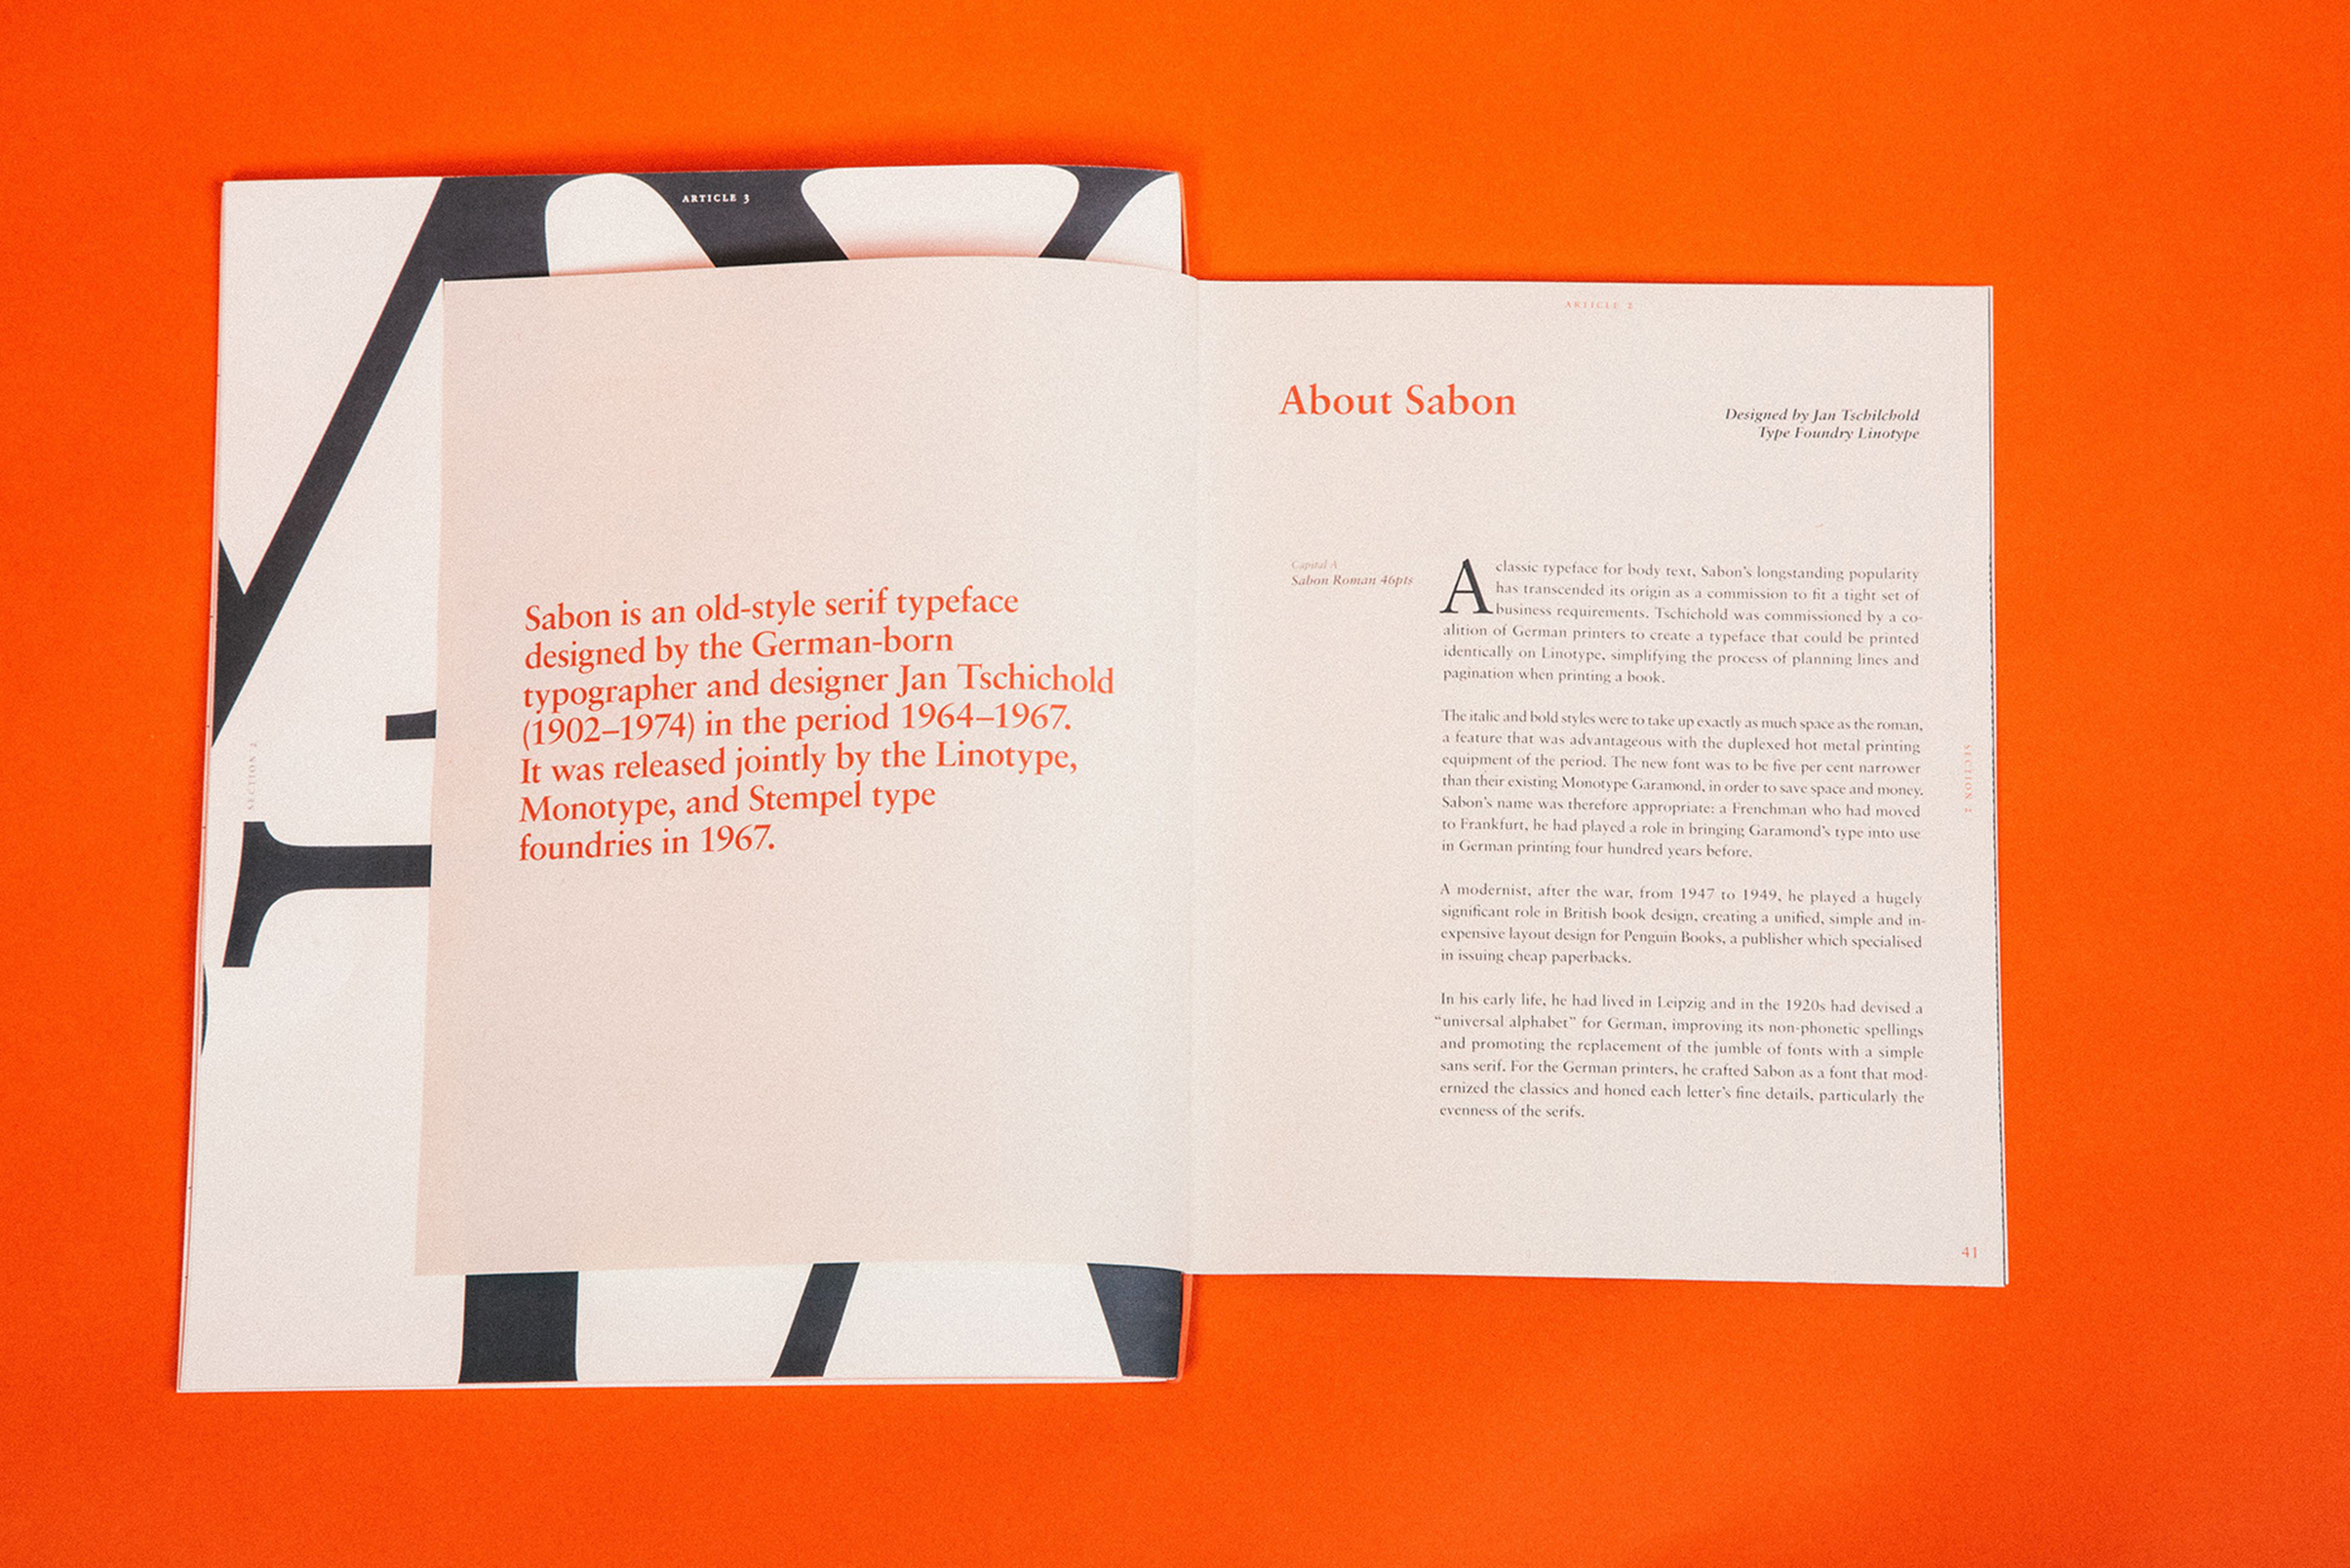 ARTICLE 3
SECTION 2
Sabon is an old-style serif typeface
designed by the German-born
typographer and designer Jan Tschichold
(1902–1974) in the period 1964–1967.
It was released jointly by the Linotype,
Monotype, and Stempel type
foundries in 1967.
ARTICLE 2
About Sabon
Designed by Jan Tschilchold
Type Foundry Linotype
Capital A
Sabon Roman 46pts
A classic typeface for body text, Sabon's longstanding popularity
has transcended its origin as a commission to fit a tight set of
business requirements. Tschichold was commissioned by a co-
alition of German printers to create a typeface that could be printed
identically on Linotype, simplifying the process of planning lines and
pagination when printing a book.
The italic and bold styles were to take up exactly as much space as the roman,
a feature that was advantageous with the duplexed hot metal printing
equipment of the period. The new font was to be five per cent narrower
than their existing Monotype Garamond, in order to save space and money.
Sabon's name was therefore appropriate: a Frenchman who had moved
to Frankfurt, he had played a role in bringing Garamond's type into use
in German printing four hundred years before.
A modernist, after the war, from 1947 to 1949, he played a hugely
significant role in British book design, creating a unified, simple and in-
expensive layout design for Penguin Books, a publisher which specialised
in issuing cheap paperbacks.
In his early life, he had lived in Leipzig and in the 1920s had devised a
“universal alphabet” for German, improving its non-phonetic spellings
and promoting the replacement of the jumble of fonts with a simple
sans serif. For the German printers, he crafted Sabon as a font that mod-
ernized the classics and honed each letter's fine details, particularly the
evenness of the serifs.
SECTION 2
41